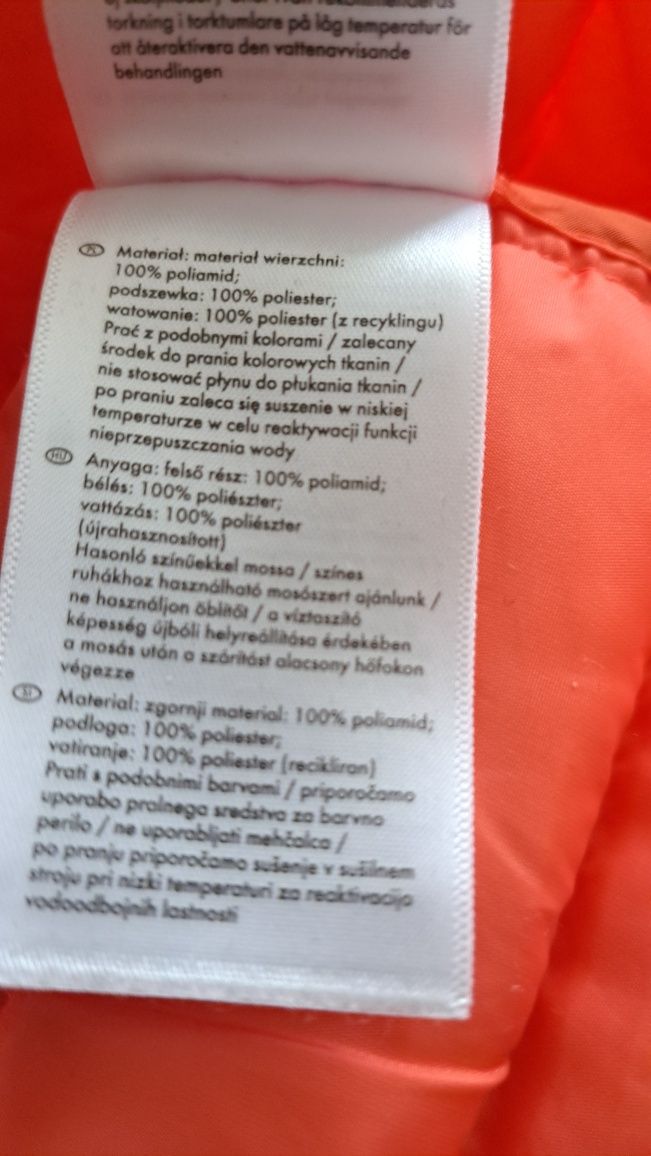 rekommenderas
torkning i torktumlare på låg temperatur för
att återaktivera den vattenavvisande
behandlingen
PL Materiał: materiał wierzchni:
100% poliamid;
podszewka: 100% poliester;
watowanie: 100% poliester (z recyklingu)
Prać z podobnymi kolorami / zalecany
środek do prania kolorowych tkanin /
nie stosować płynu do płukania tkanin /
po praniu zaleca się suszenie w niskiej
temperaturze w celu reaktywacji funkcji
nieprzepuszczania wody
HU Anyaga: felső rész: 100% poliamid;
bélés: 100% poliészter;
vattázás: 100% poliészter
(újrahasznosított)
Hasonló színűekkel mossa / színes
ruhákhoz használható mosószert ajánlunk /
ne használjon öblítőt / a víztaszító
képesség újbóli helyreállítása érdekében
a mosás után a szárítást alacsony hőfokon
végezze
SI Material: zgornji material: 100% poliamid;
podloga: 100% poliester;
vatiranje: 100% poliester (recikliran)
Prati s podobnimi barvami / priporočamo
uporabo pralnega sredstva za barvno
perilo / ne uporabljati mehčalca /
po pranju priporočamo sušenje v sušilnem
stroju pri nizki temperaturi za reaktivacijo
vodoodbojnih lastnosti